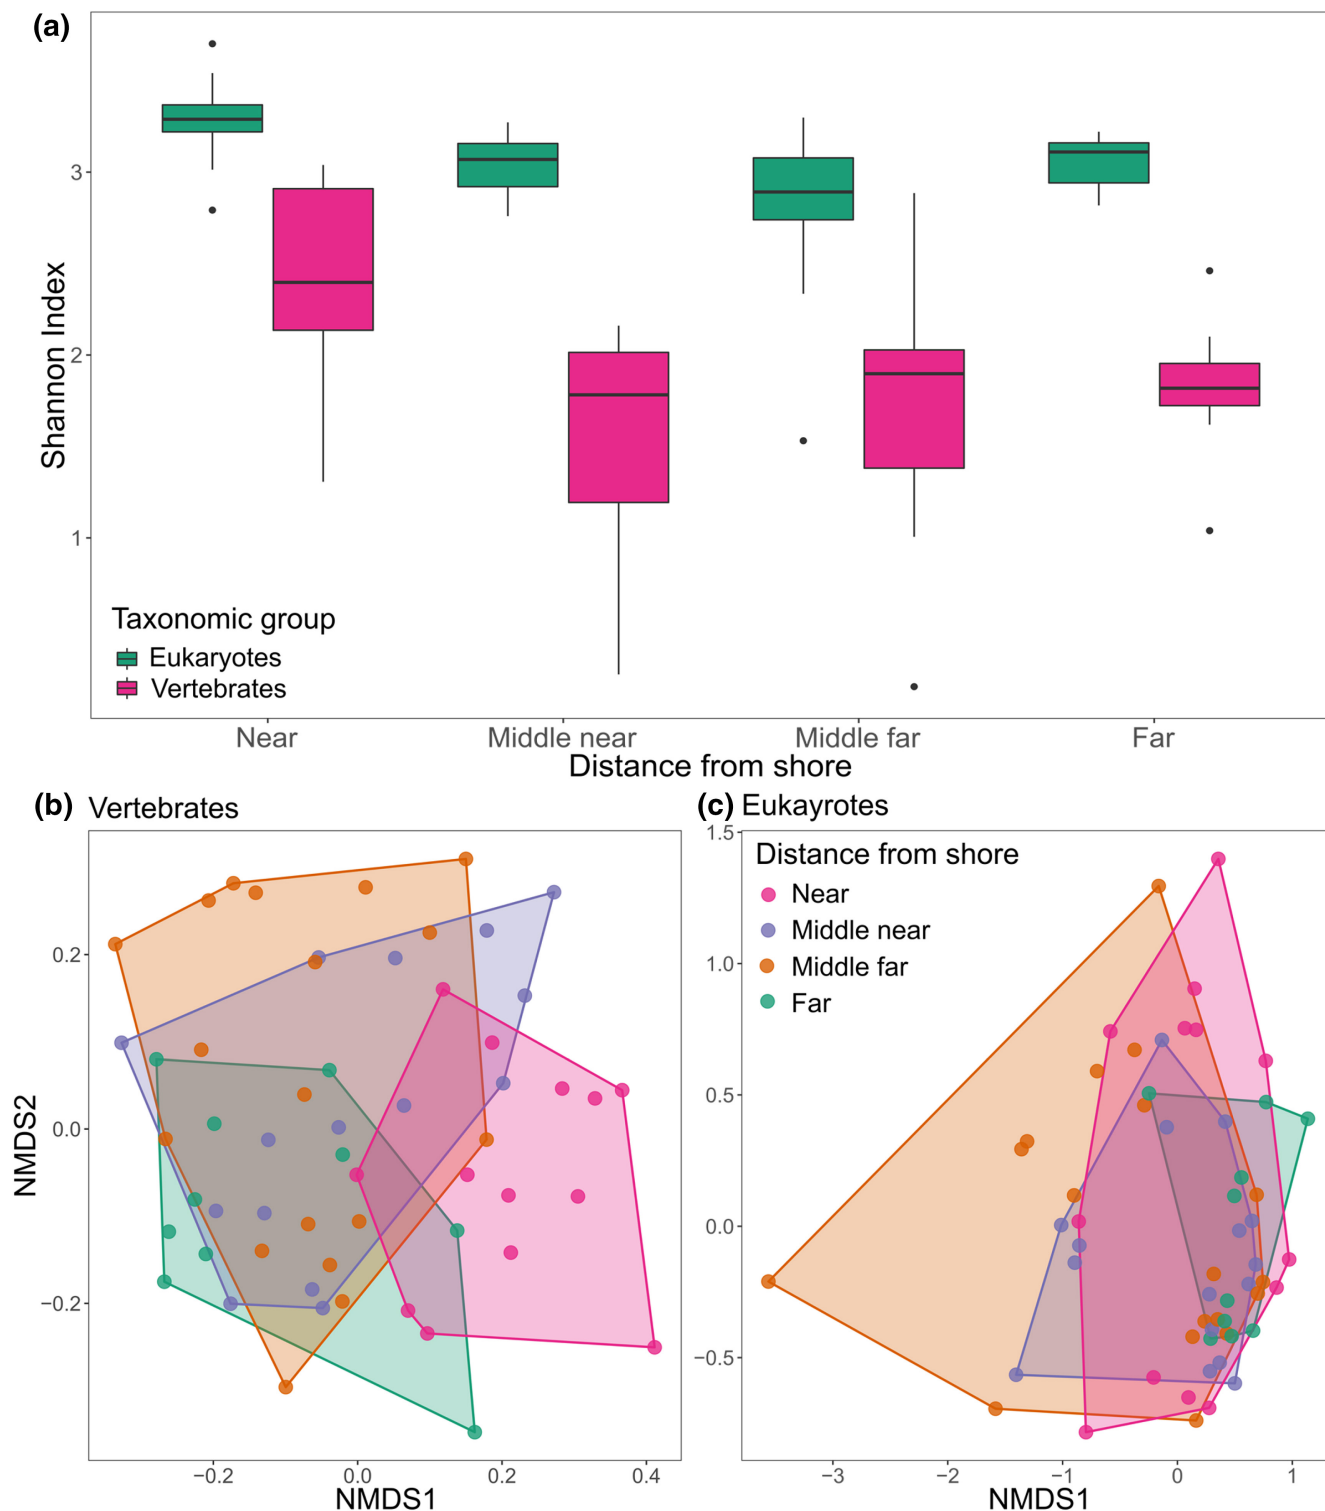 (a)
3
2
1
Shannon Index
Taxonomic group
Eukaryotes
Vertebrates
Near Middle near Middle far Far
Distance from shore
(b) Vertebrates
0.2
0.0
−0.2
NMDS2
−0.2 0.0 0.2 0.4
NMDS1
(c) Eukayrotes
1.5
1.0
0.5
0.0
−0.5
Distance from shore
Near
Middle near
Middle far
Far
−3 −2 −1 0 1
NMDS1